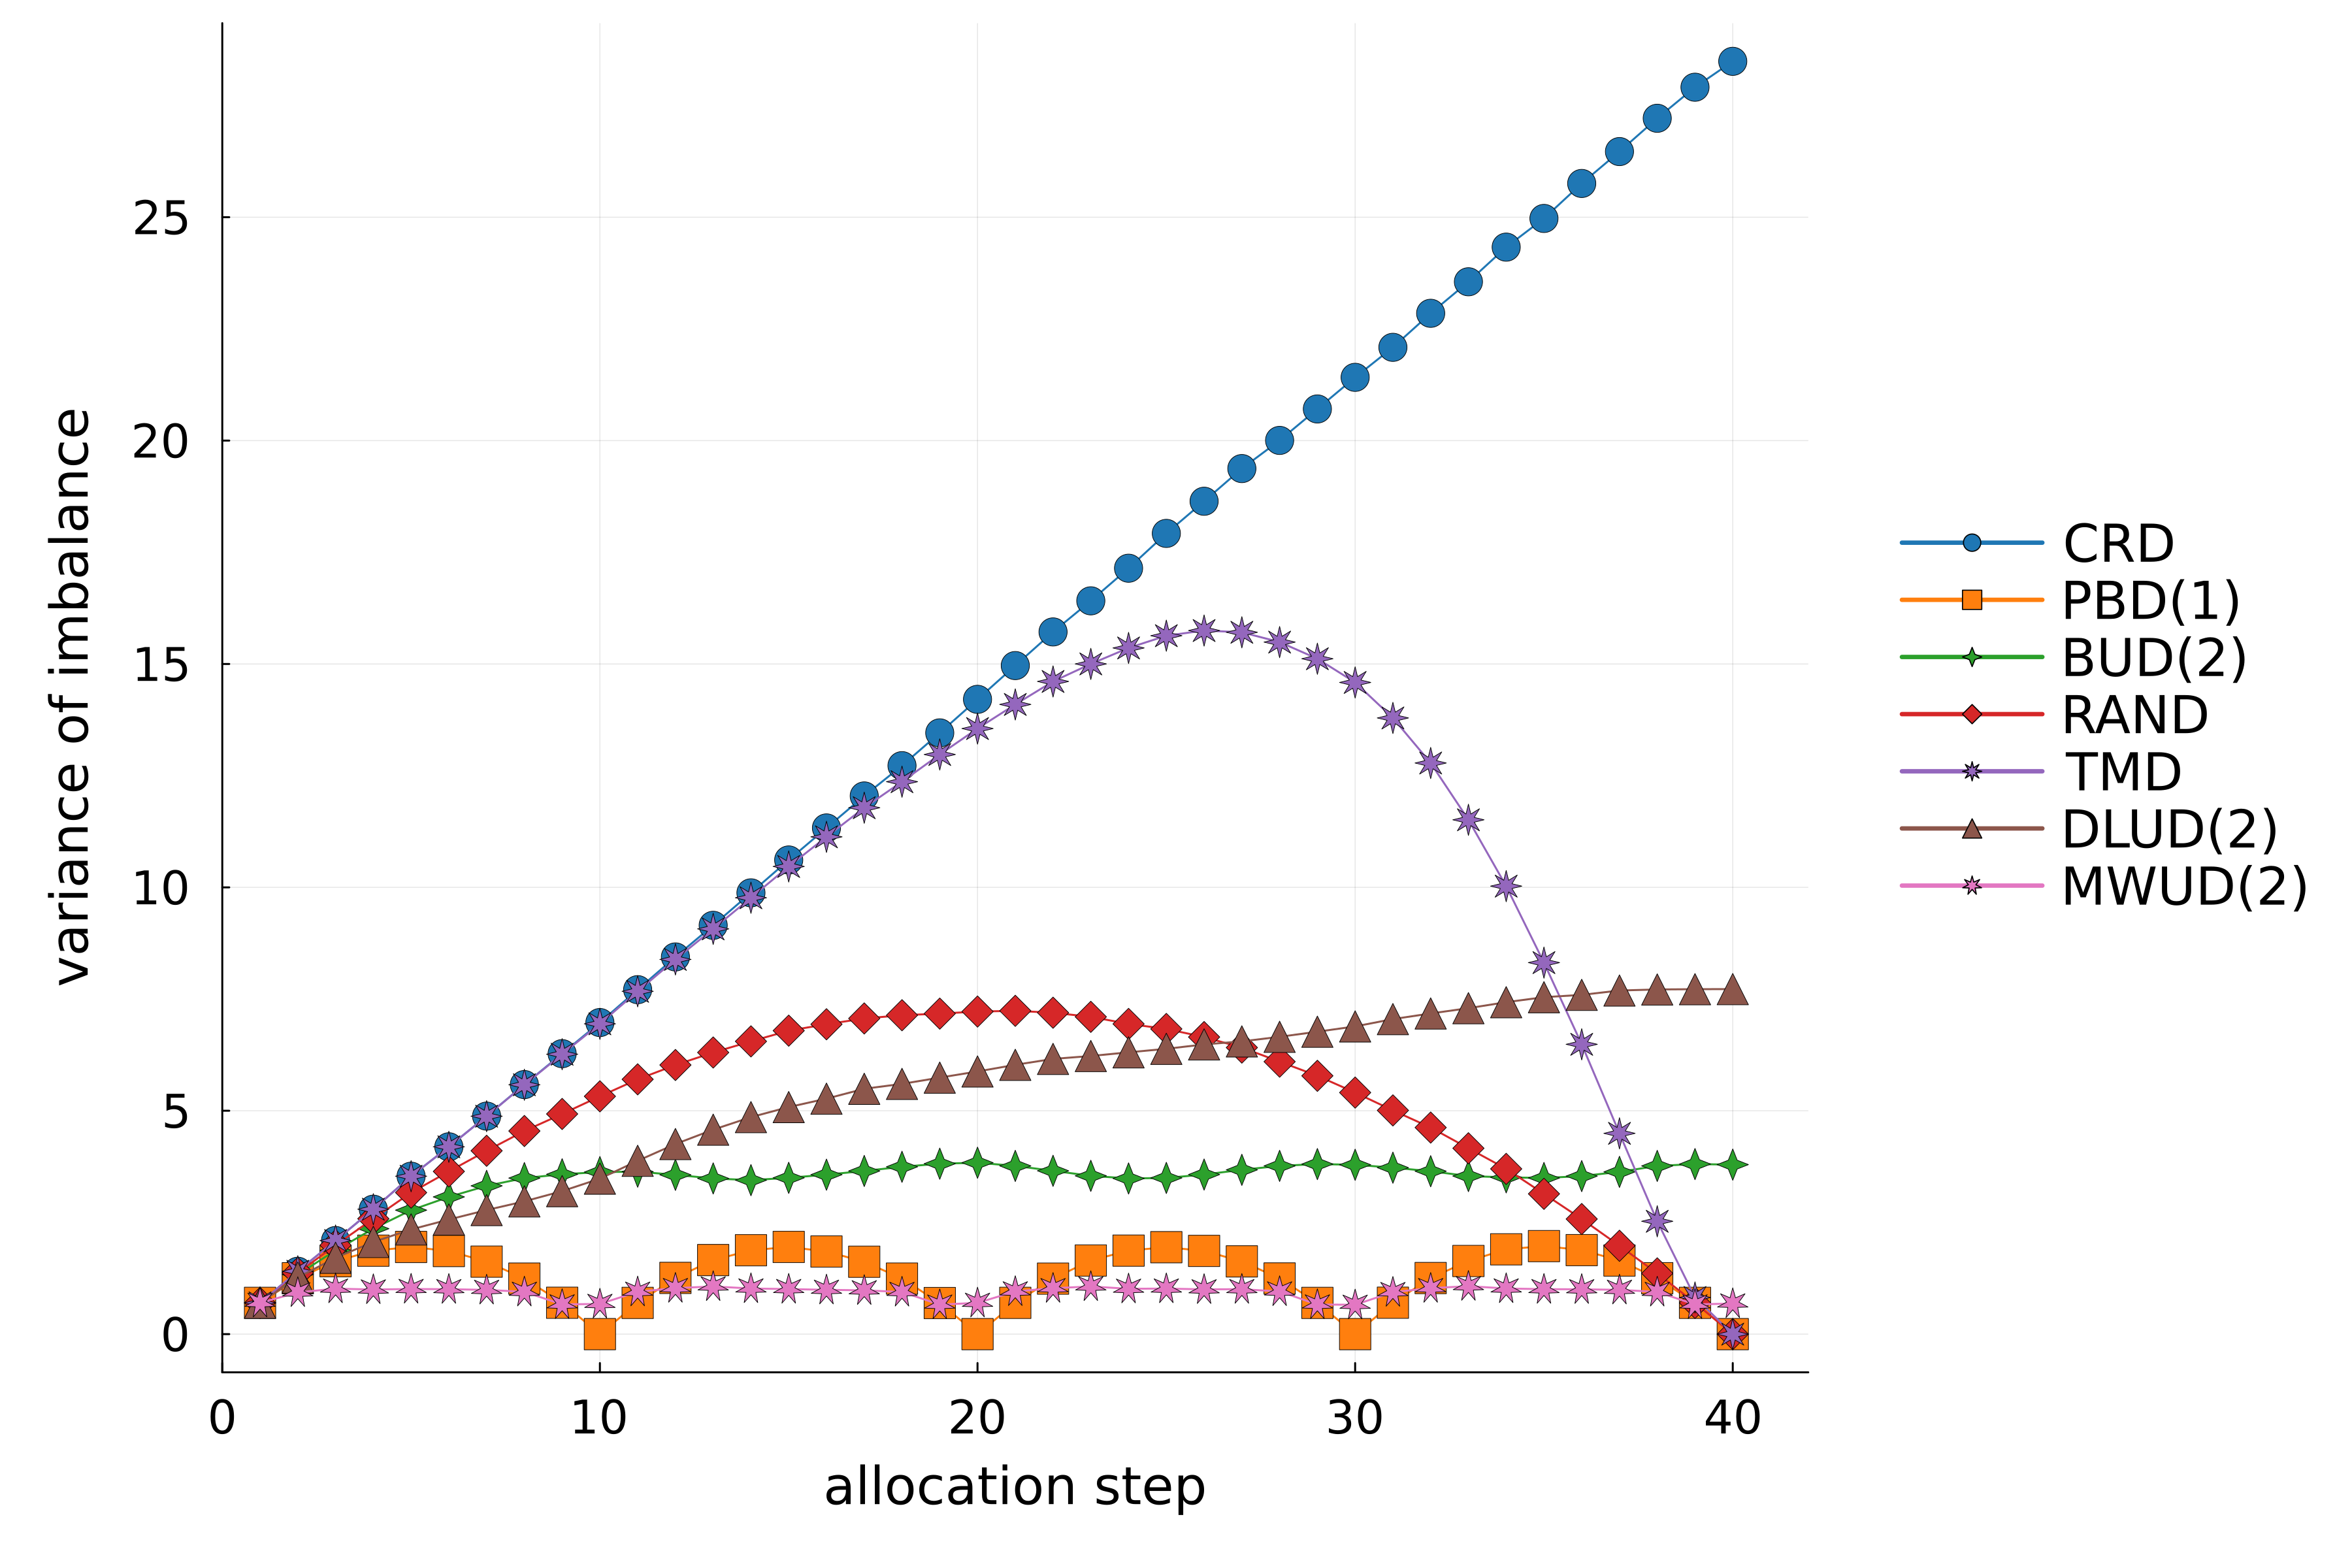 variance of imbalance
25
20
15
10
5
0
0 10 20 30 40
allocation step
CRD
PBD(1)
BUD(2)
RAND
TMD
DLUD(2)
MWUD(2)